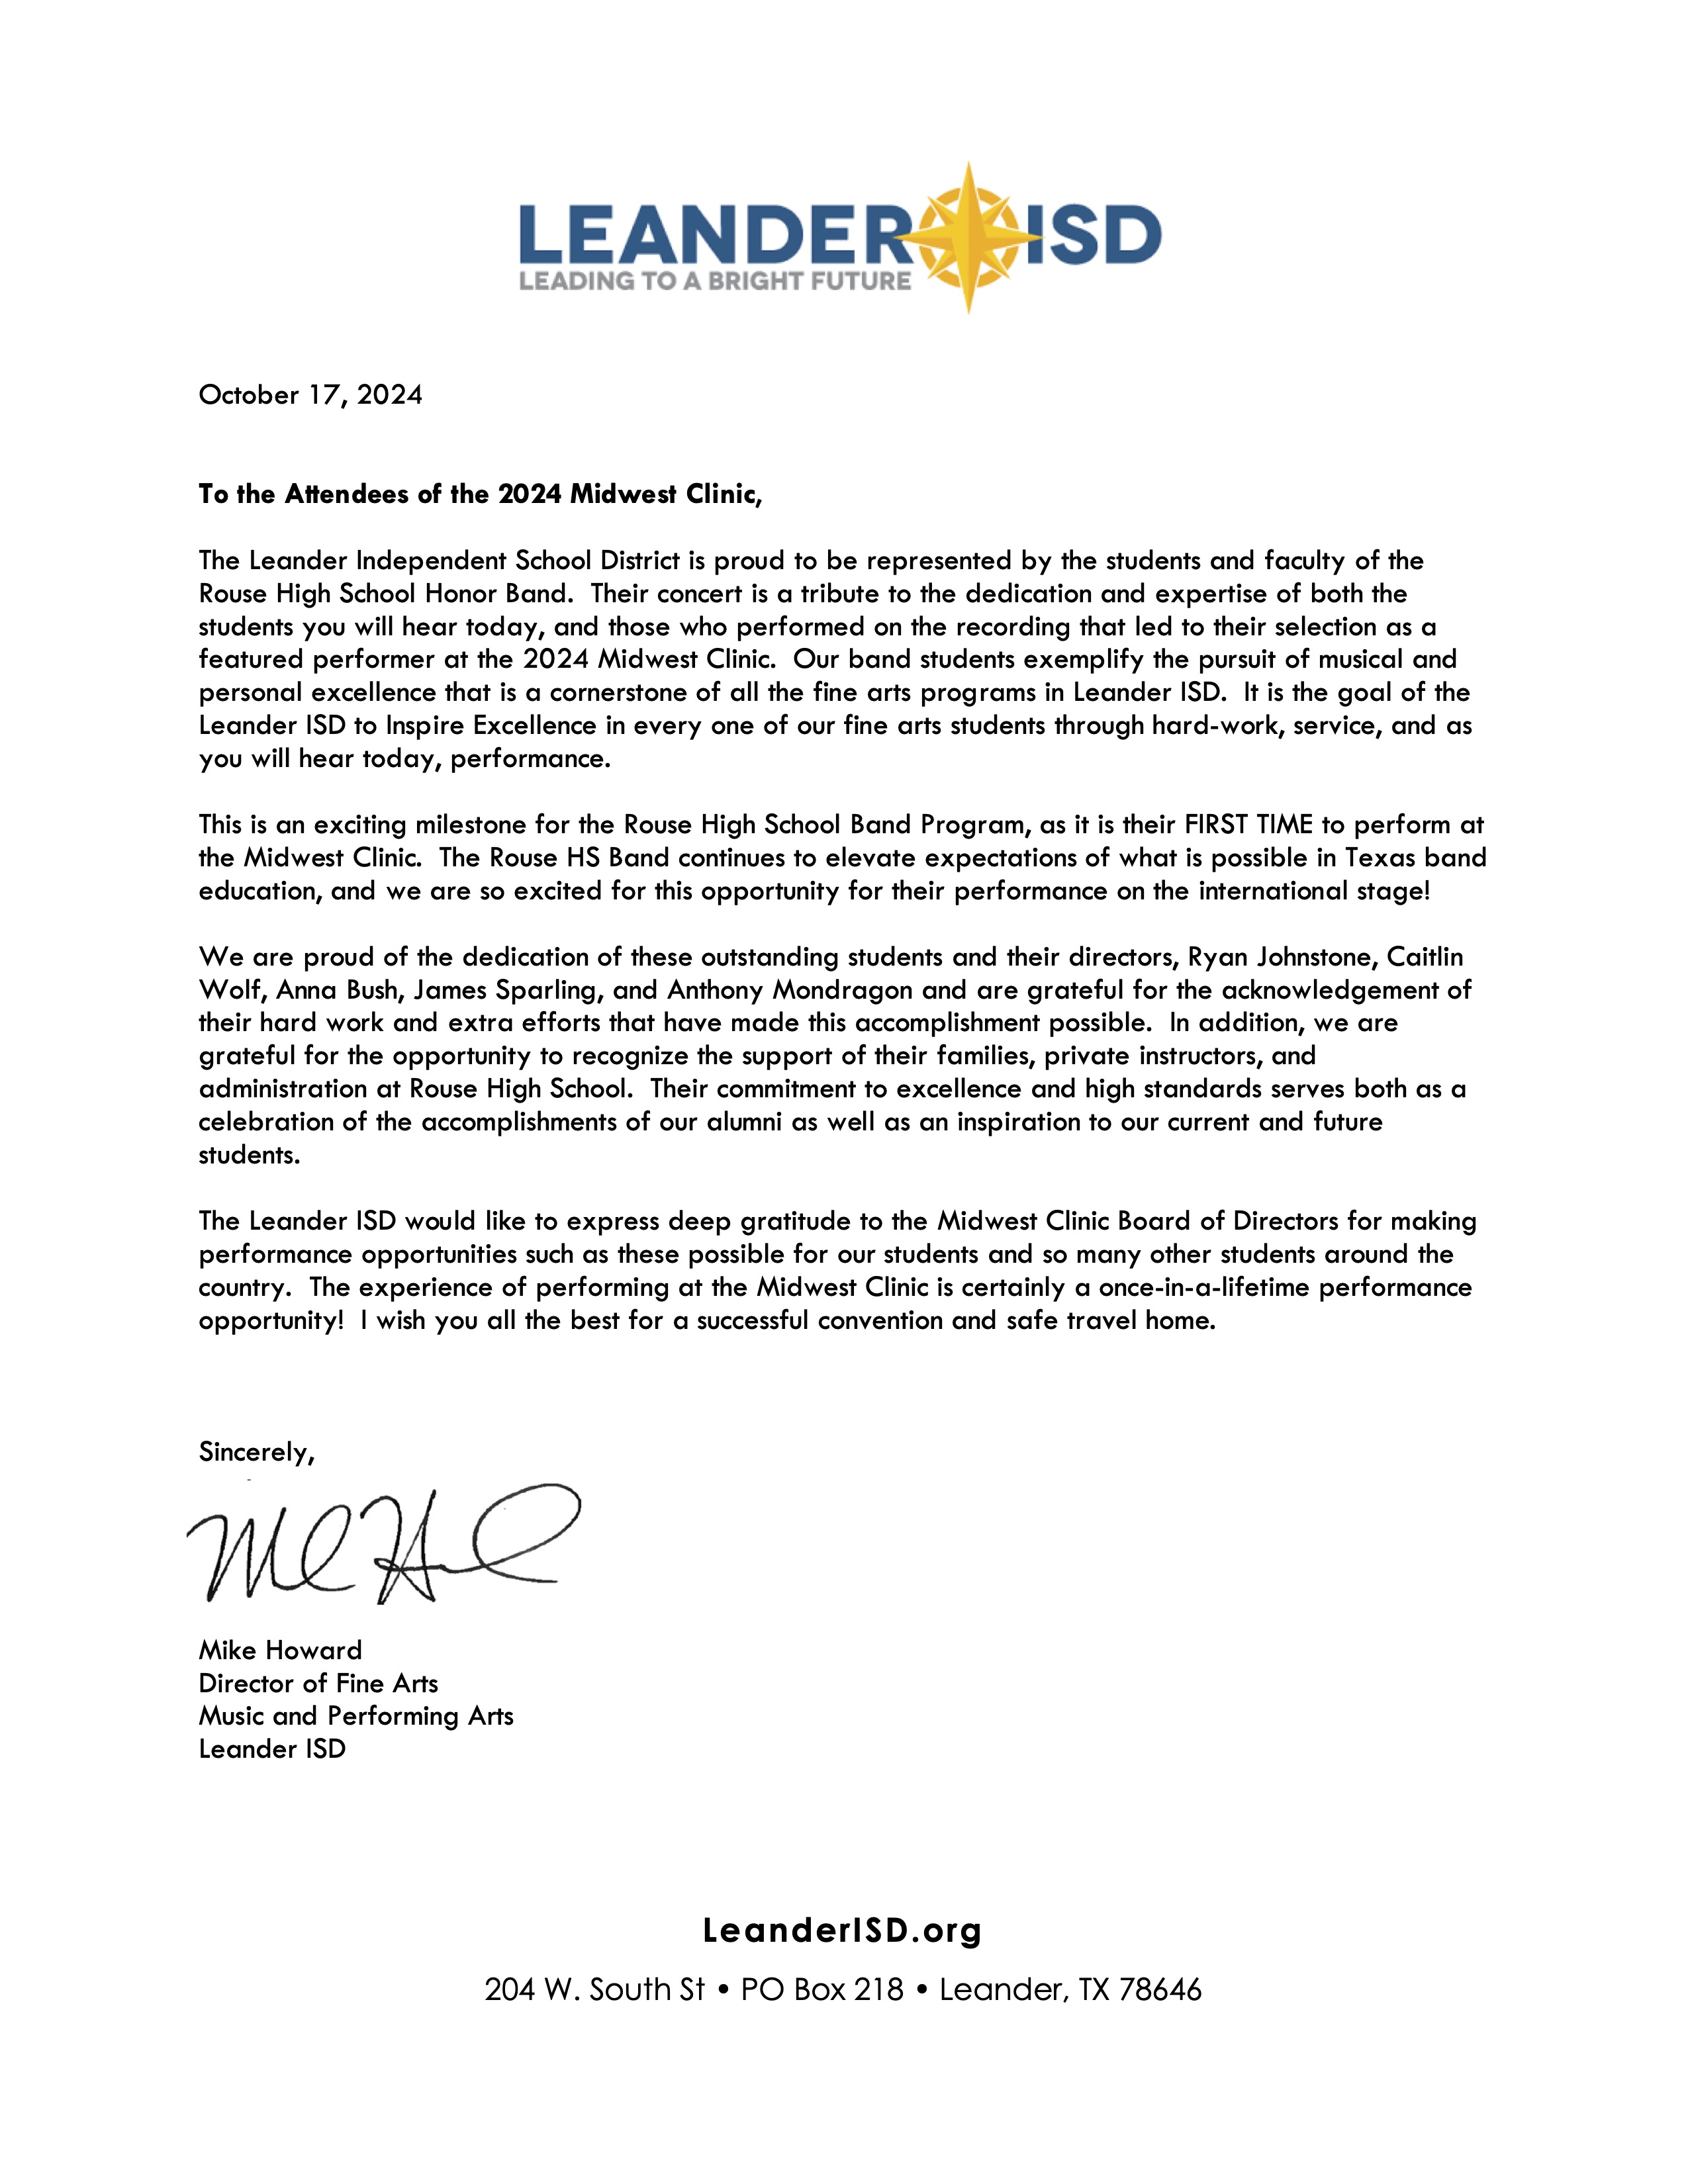 LEANDER ISD
LEADING TO A BRIGHT FUTURE
October 17, 2024
To the Attendees of the 2024 Midwest Clinic,
The Leander Independent School District is proud to be represented by the students and faculty of the
Rouse High School Honor Band.  Their concert is a tribute to the dedication and expertise of both the
students you will hear today, and those who performed on the recording that led to their selection as a
featured performer at the 2024 Midwest Clinic.  Our band students exemplify the pursuit of musical and
personal excellence that is a cornerstone of all the fine arts programs in Leander ISD.  It is the goal of the
Leander ISD to Inspire Excellence in every one of our fine arts students through hard-work, service, and as
you will hear today, performance.
This is an exciting milestone for the Rouse High School Band Program, as it is their FIRST TIME to perform at
the Midwest Clinic.  The Rouse HS Band continues to elevate expectations of what is possible in Texas band
education, and we are so excited for this opportunity for their performance on the international stage!
We are proud of the dedication of these outstanding students and their directors, Ryan Johnstone, Caitlin
Wolf, Anna Bush, James Sparling, and Anthony Mondragon and are grateful for the acknowledgement of
their hard work and extra efforts that have made this accomplishment possible.  In addition, we are
grateful for the opportunity to recognize the support of their families, private instructors, and
administration at Rouse High School.  Their commitment to excellence and high standards serves both as a
celebration of the accomplishments of our alumni as well as an inspiration to our current and future
students.
The Leander ISD would like to express deep gratitude to the Midwest Clinic Board of Directors for making
performance opportunities such as these possible for our students and so many other students around the
country.  The experience of performing at the Midwest Clinic is certainly a once-in-a-lifetime performance
opportunity!  I wish you all the best for a successful convention and safe travel home.
Sincerely,
Mike Howard
Director of Fine Arts
Music and Performing Arts
Leander ISD
LeanderISD.org
204 W. South St • PO Box 218 • Leander, TX 78646